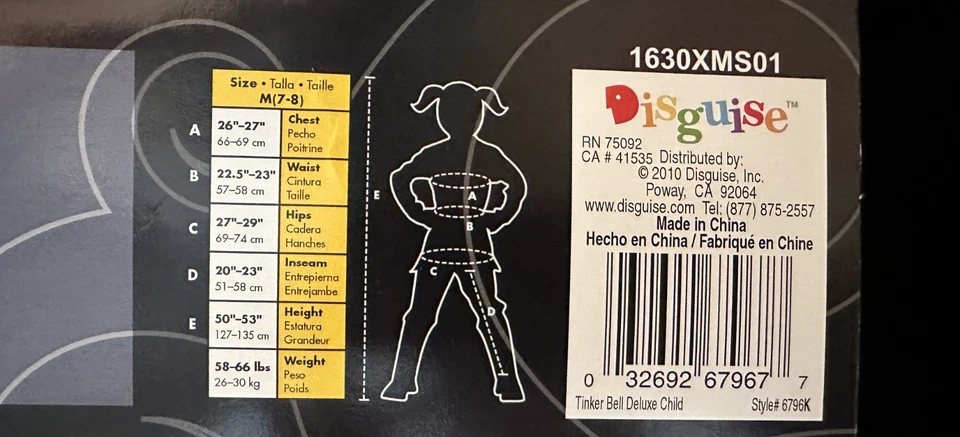 Size • Talla • Taille
M(7-8)
A
26"–27"
66–69 cm
Chest
Pecho
Poitrine
B
22.5"–23"
57–58 cm
Waist
Cintura
Taille
C
27"–29"
69–74 cm
Hips
Cadera
Hanches
D
20"–23"
51–58 cm
Inseam
Entrepierna
Entrejambe
E
50"–53"
127–135 cm
Height
Estatura
Grandeur
58–66 lbs
26–30 kg
Weight
Peso
Poids
E
A
B
C
D
1630XMS01
Disguise™
RN 75092
CA # 41535 Distributed by:
© 2010 Disguise, Inc.
Poway, CA 92064
www.disguise.com Tel: (877) 875-2557
Made in China
Hecho en China / Fabriqué en Chine
0 32692 67967 7
Tinker Bell Deluxe Child Style# 6796K